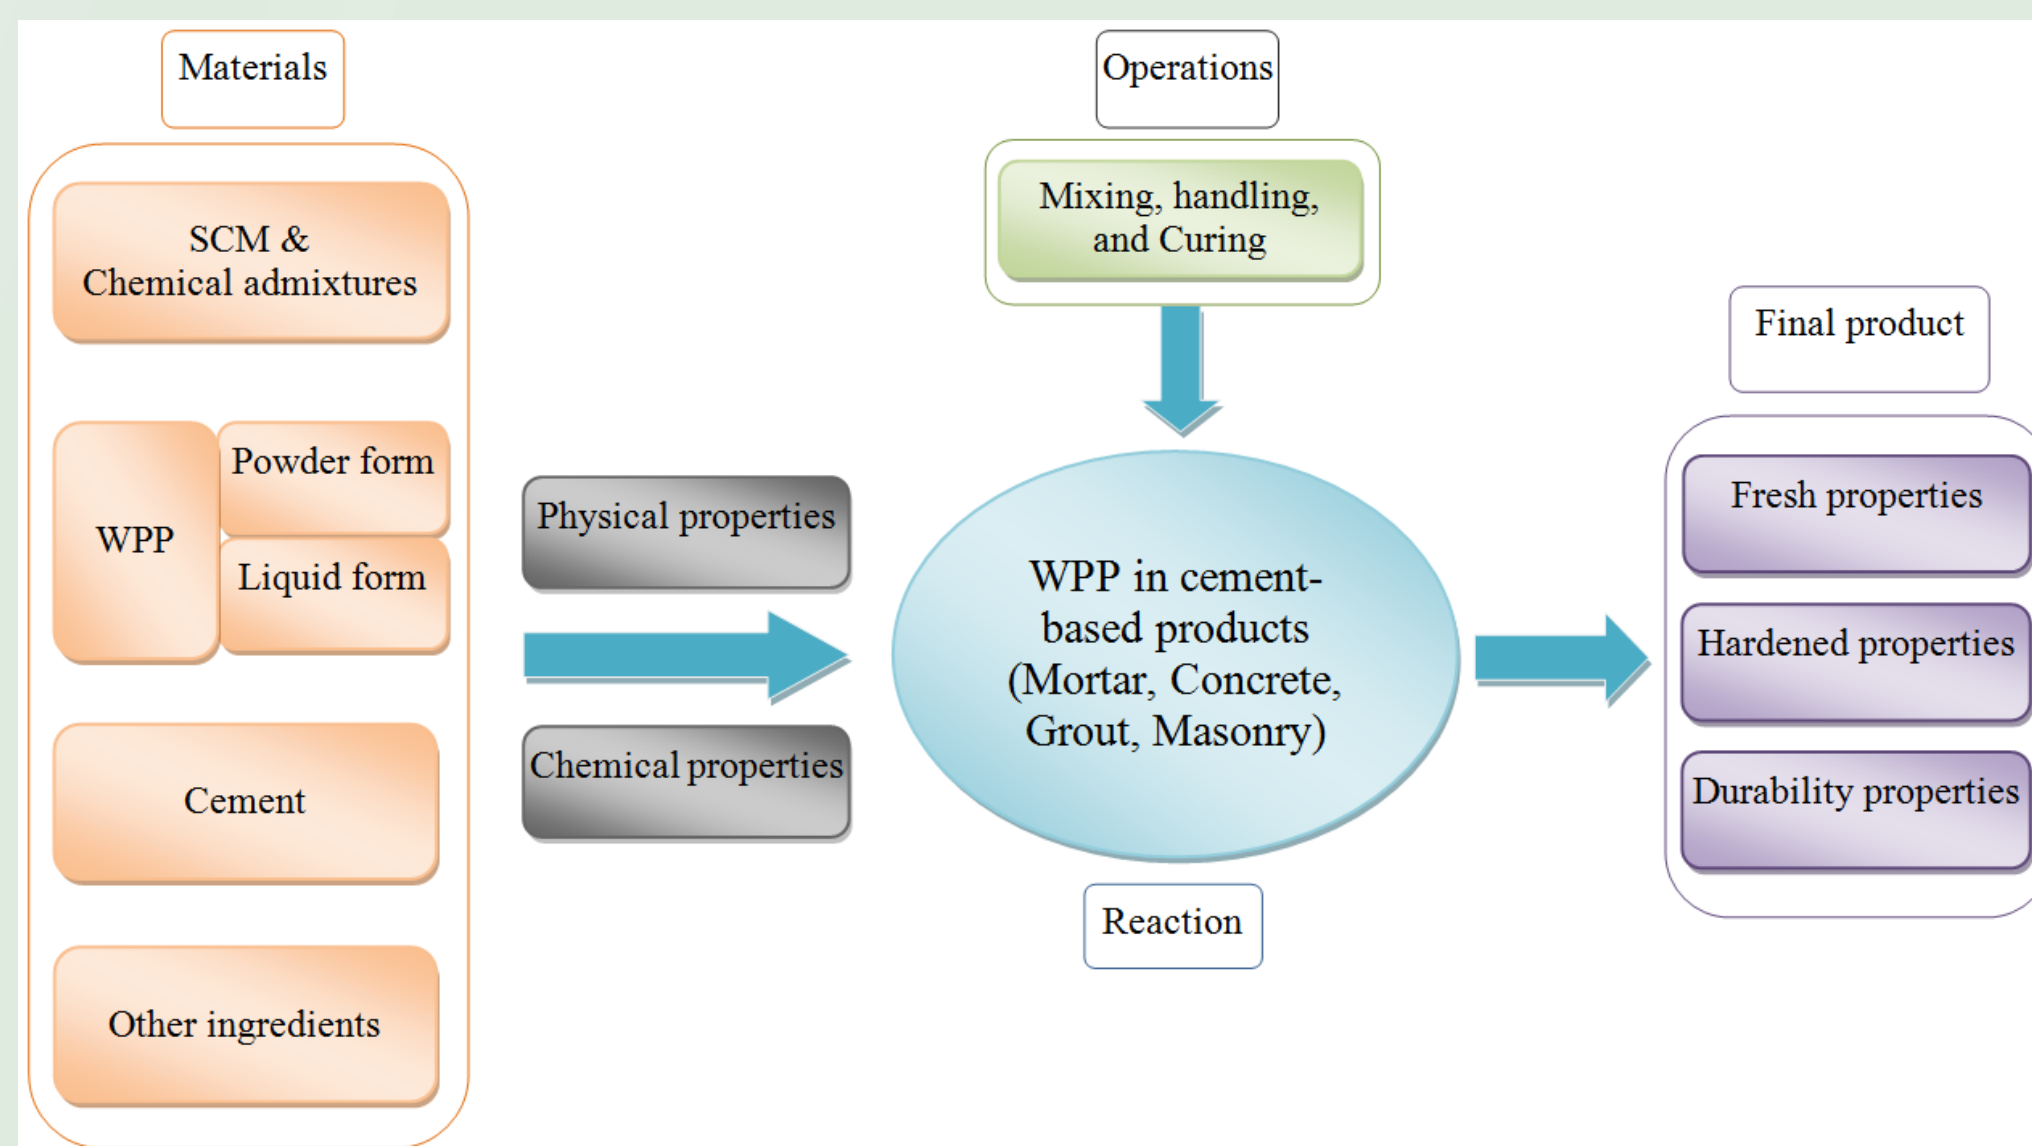 Materials
SCM &
Chemical admixtures
WPP
Powder form
Liquid form
Cement
Other ingredients
Physical properties
Chemical properties
Operations
Mixing, handling,
and Curing
WPP in cement-
based products
(Mortar, Concrete,
Grout, Masonry)
Reaction
Final product
Fresh properties
Hardened properties
Durability properties